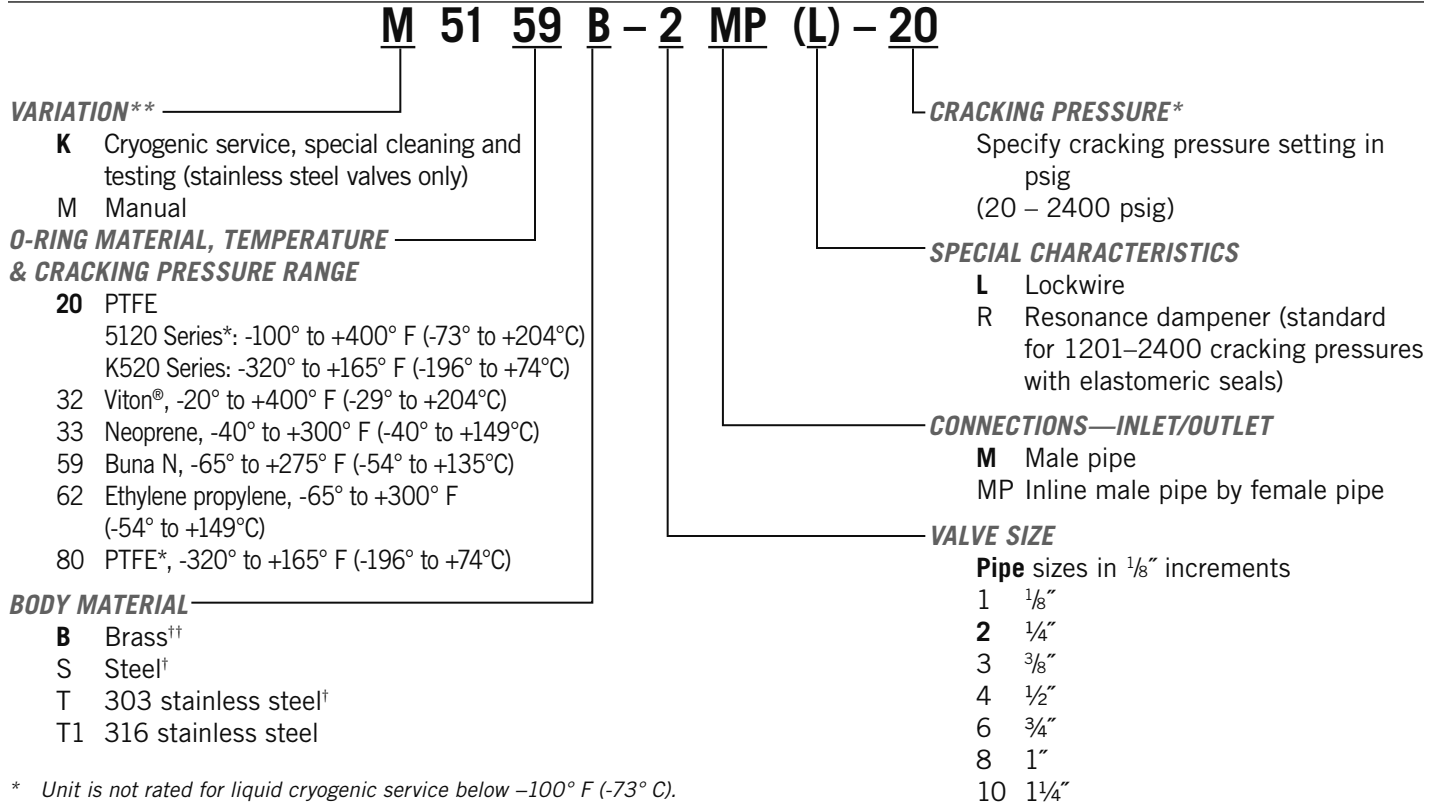 M 51 59 B – 2 MP (L) – 20
VARIATION**
K Cryogenic service, special cleaning and
testing (stainless steel valves only)
M Manual
O-RING MATERIAL, TEMPERATURE
& CRACKING PRESSURE RANGE
20 PTFE
5120 Series*: -100° to +400° F (-73° to +204°C)
K520 Series: -320° to +165° F (-196° to +74°C)
32 Viton®, -20° to +400° F (-29° to +204°C)
33 Neoprene, -40° to +300° F (-40° to +149°C)
59 Buna N, -65° to +275° F (-54° to +135°C)
62 Ethylene propylene, -65° to +300° F
(-54° to +149°C)
80 PTFE*, -320° to +165° F (-196° to +74°C)
BODY MATERIAL
B Brass††
S Steel†
T 303 stainless steel†
T1 316 stainless steel
* Unit is not rated for liquid cryogenic service below –100° F (-73° C).
CRACKING PRESSURE*
Specify cracking pressure setting in
psig
(20 – 2400 psig)
SPECIAL CHARACTERISTICS
L Lockwire
R Resonance dampener (standard
for 1201–2400 cracking pressures
with elastomeric seals)
CONNECTIONS—INLET/OUTLET
M Male pipe
MP Inline male pipe by female pipe
VALVE SIZE
Pipe sizes in ⅛″ increments
1 ⅛″
2 ¼″
3 ⅜″
4 ½″
6 ¾″
8 1″
10 1¼″